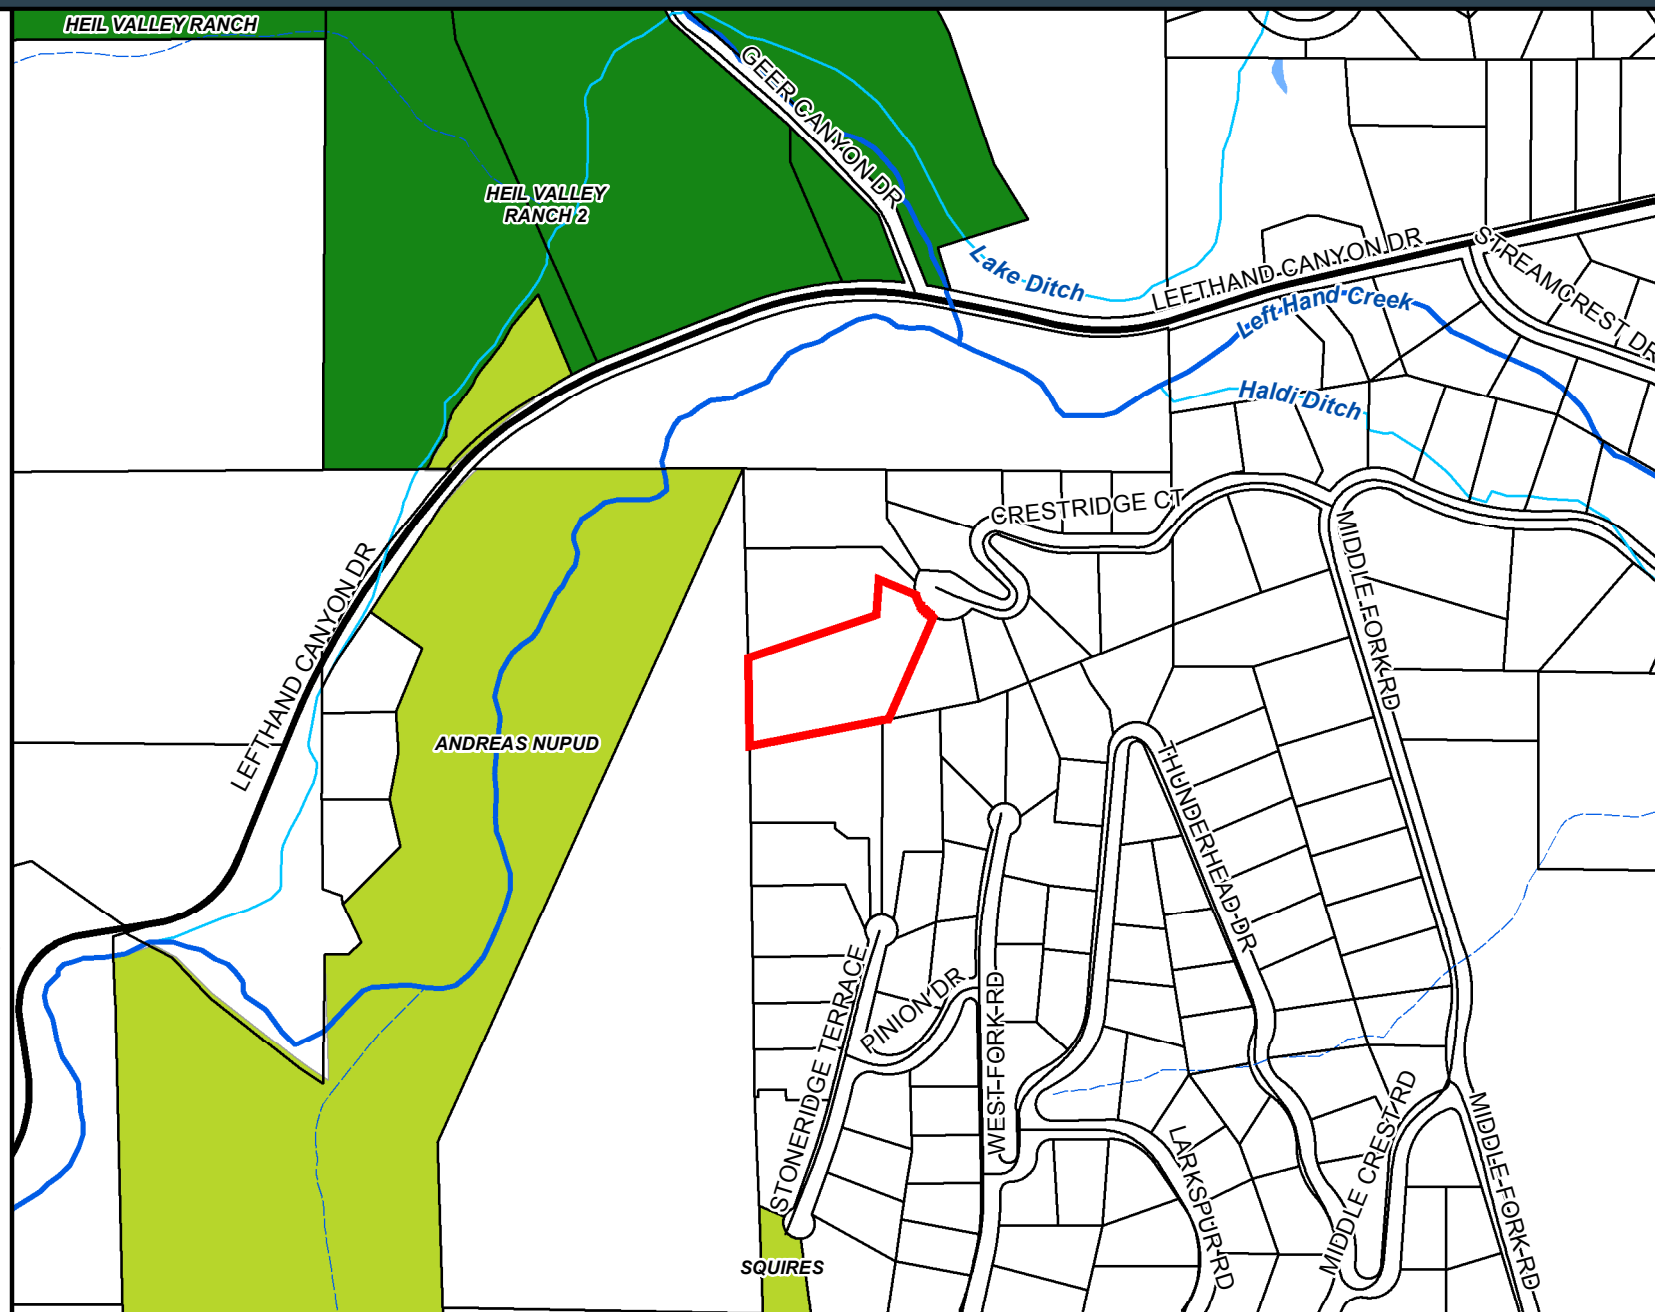 HEIL VALLEY RANCH
GEER CANYON DR
HEIL VALLEY
RANCH 2
Lake Ditch
LEFTHAND CANYON DR
STREAMCREST DR
Left Hand Creek
Haldi Ditch
CRESTRIDGE CT
LEFTHAND CANYON DR
MIDDLE FORK RD
ANDREAS NUPUD
THUNDERHEAD DR
STONERIDGE TERRACE
PINION DR
WEST FORK RD
LARKSPUR RD
MIDDLE CREST RD
MIDDLE FORK RD
SQUIRES